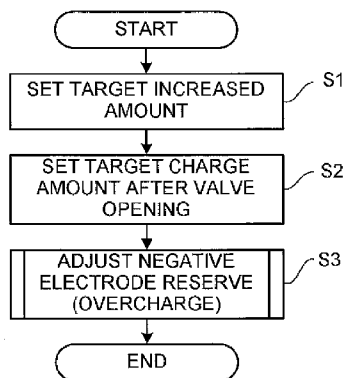 START
SET TARGET INCREASED
AMOUNT
S1
SET TARGET CHARGE
AMOUNT AFTER VALVE
OPENING
S2
ADJUST NEGATIVE
ELECTRODE RESERVE
(OVERCHARGE)
S3
END